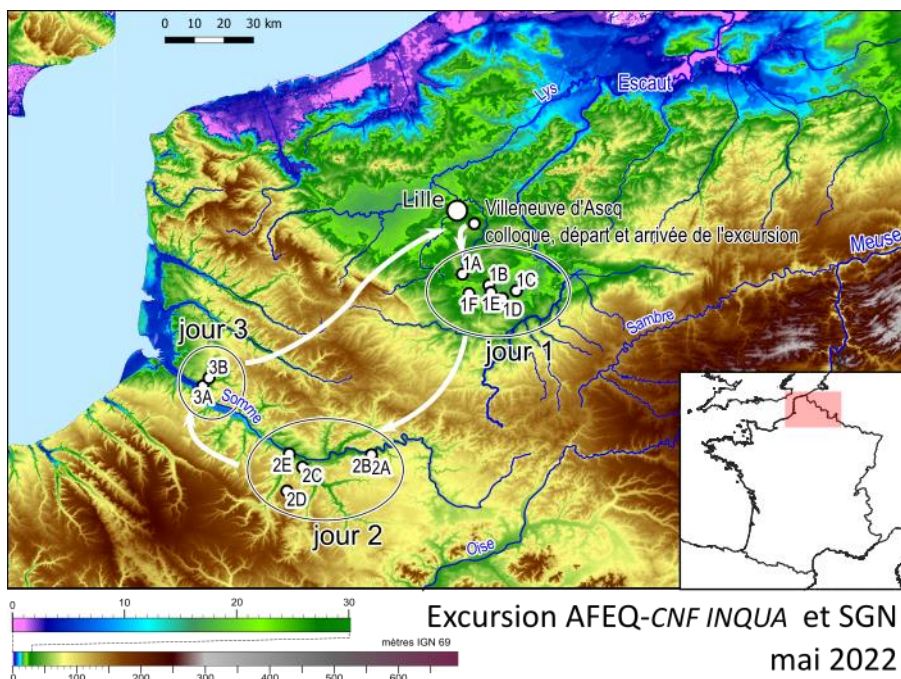 0 10 20 30 km
Lys
Escaut
Lille
Villeneuve d'Ascq
colloque, départ et arrivée de l'excursion
Meuse
1A
1B
1C
1F
1E
1D
Sambre
jour 1
jour 3
3B
3A
Somme
2E
2C
2B
2A
2D
jour 2
Oise
0 10 20 30
mètres IGN 69
0 100 200 300 400 500 600
Excursion AFEQ-CNF INQUA et SGN
mai 2022